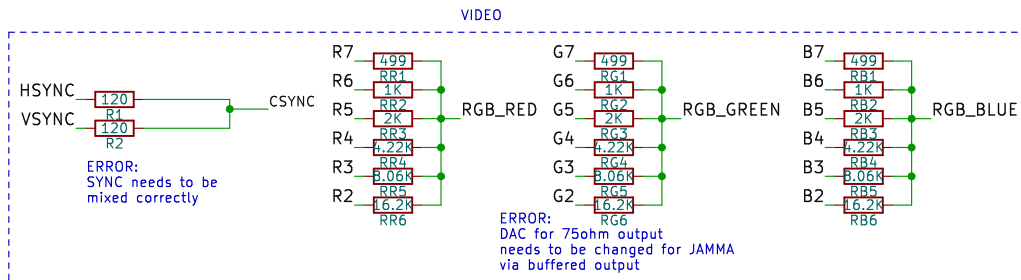 VIDEO
HSYNC 120 CSYNC
R1
VSYNC 120
R2
ERROR:
SYNC needs to be
mixed correctly
R7 499
RR1
R6 1K
RR2
R5 2K RGB_RED
RR3
R4 4.22K
RR4
R3 8.06K
RR5
R2 16.2K
RR6
G7 499
RG1
G6 1K
RG2
G5 2K RGB_GREEN
RG3
G4 4.22K
RG4
G3 8.06K
RG5
G2 16.2K
RG6
ERROR:
DAC for 75ohm output
needs to be changed for JAMMA
via buffered output
B7 499
RB1
B6 1K
RB2
B5 2K RGB_BLUE
RB3
B4 4.22K
RB4
B3 8.06K
RB5
B2 16.2K
RB6